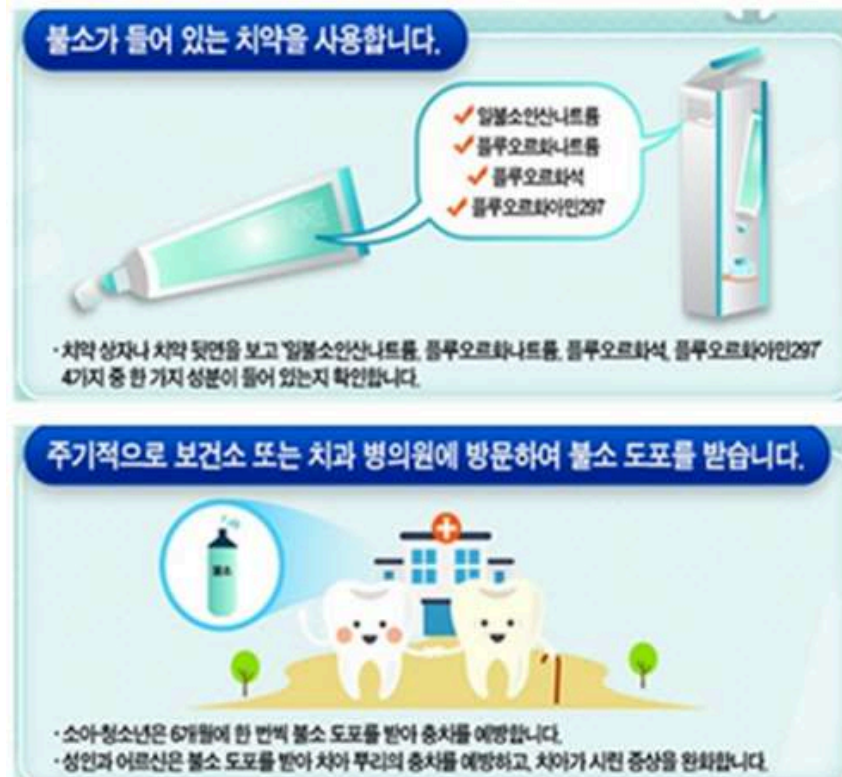 불소가 들어 있는 치약을 사용합니다.
✓ 일불소인산나트륨
✓ 플루오르화나트륨
✓ 플루오르화석
✓ 플루오르화아민297
· 치약 상자나 치약 뒷면을 보고 '일불소인산나트륨, 플루오르화나트륨, 플루오르화석, 플루오르화아민297'
4가지 중 한 가지 성분이 들어 있는지 확인합니다.
주기적으로 보건소 또는 치과 병의원에 방문하여 불소 도포를 받습니다.
불소
· 소아·청소년은 6개월에 한 번씩 불소 도포를 받아 충치를 예방합니다.
· 성인과 어르신은 불소 도포를 받아 치아 뿌리의 충치를 예방하고, 치아가 시린 증상을 완화합니다.